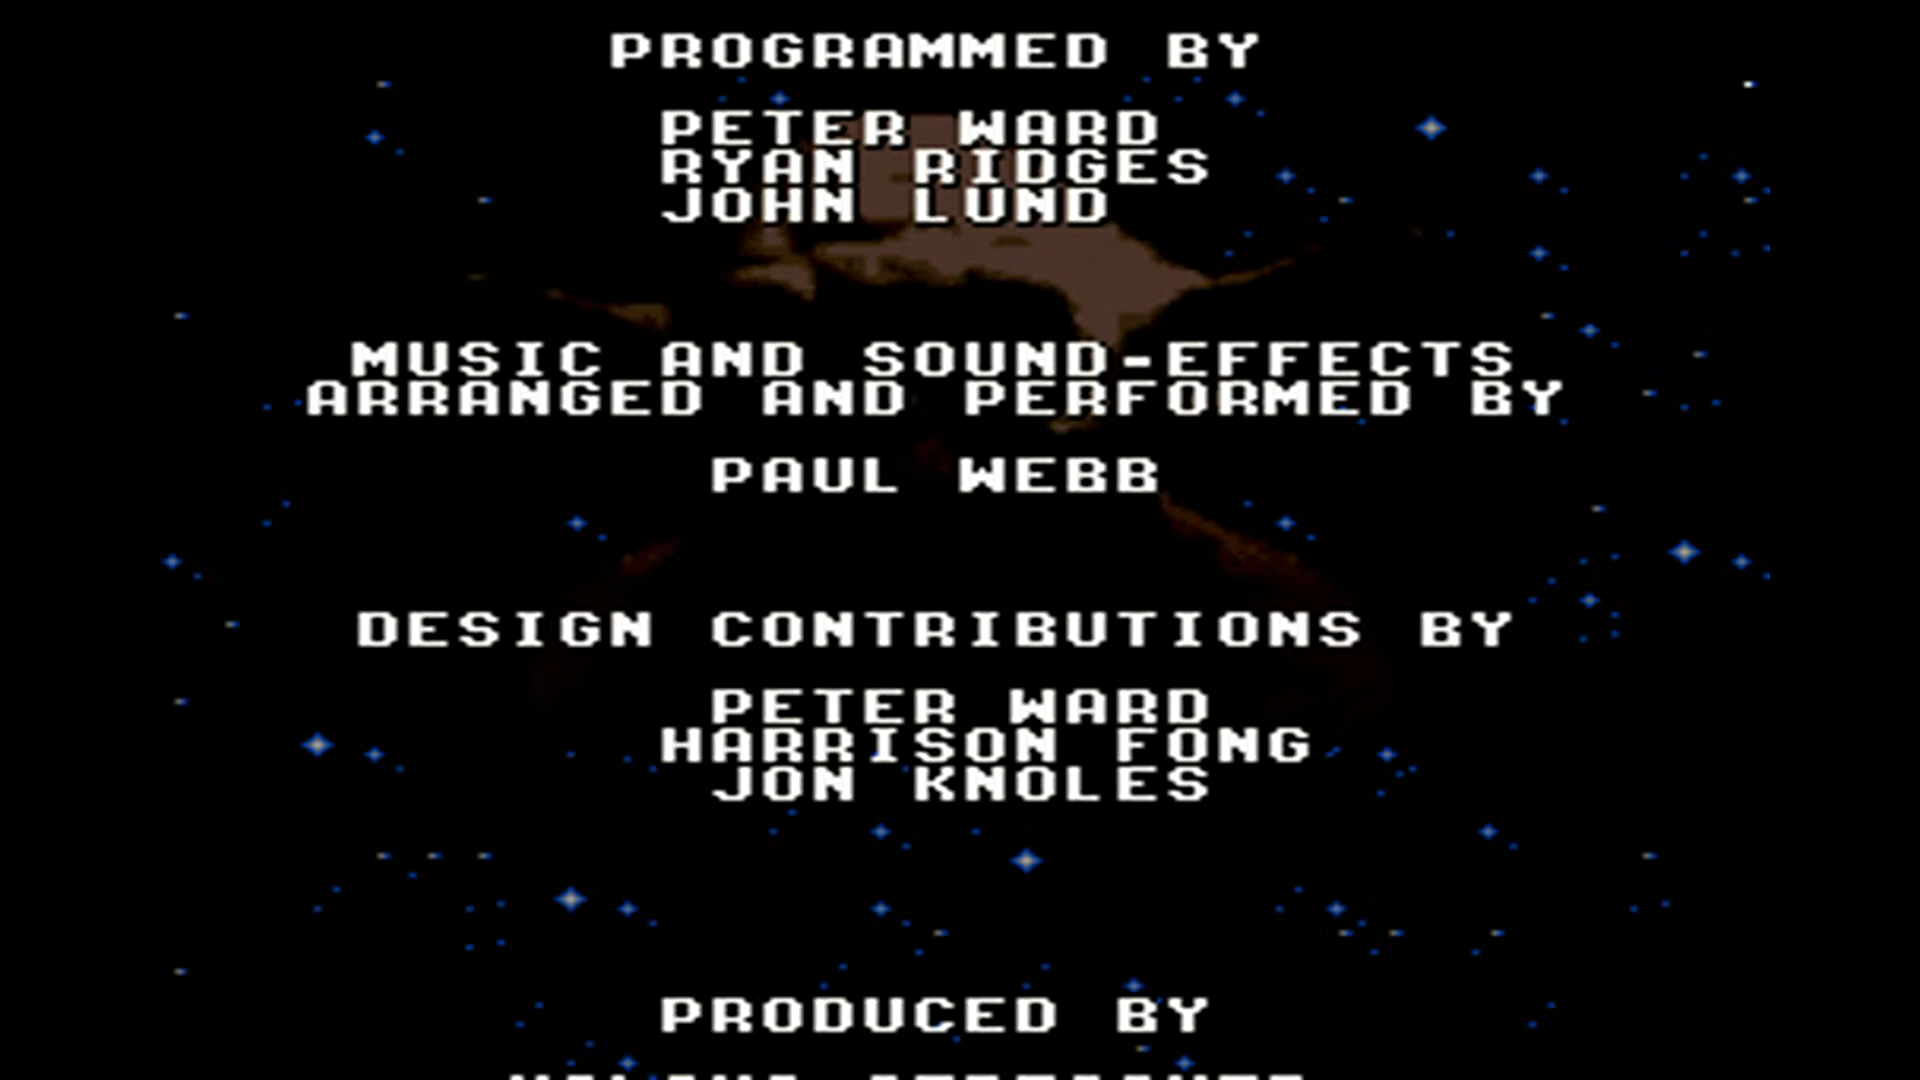 PROGRAMMED BY
PETER WARD
RYAN RIDGES
JOHN LUND
MUSIC AND SOUND-EFFECTS
ARRANGED AND PERFORMED BY
PAUL WEBB
DESIGN CONTRIBUTIONS BY
PETER WARD
HARRISON FONG
JON KNOLES
PRODUCED BY